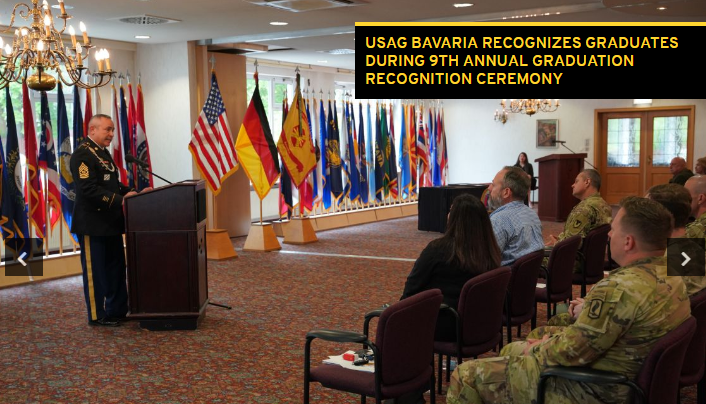 USAG BAVARIA RECOGNIZES GRADUATES
DURING 9TH ANNUAL GRADUATION
RECOGNITION CEREMONY